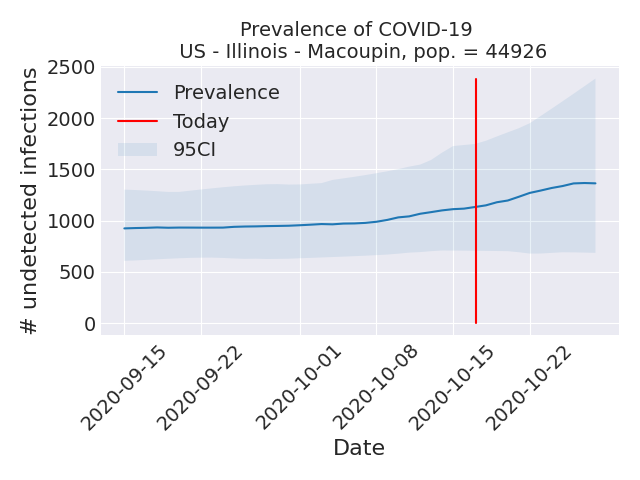 Prevalence of COVID-19
US - Illinois - Macoupin, pop. = 44926
# undetected infections
2500
2000
1500
1000
500
0
Prevalence
Today
95CI
2020-09-15
2020-09-22
2020-10-01
2020-10-08
2020-10-15
2020-10-22
Date